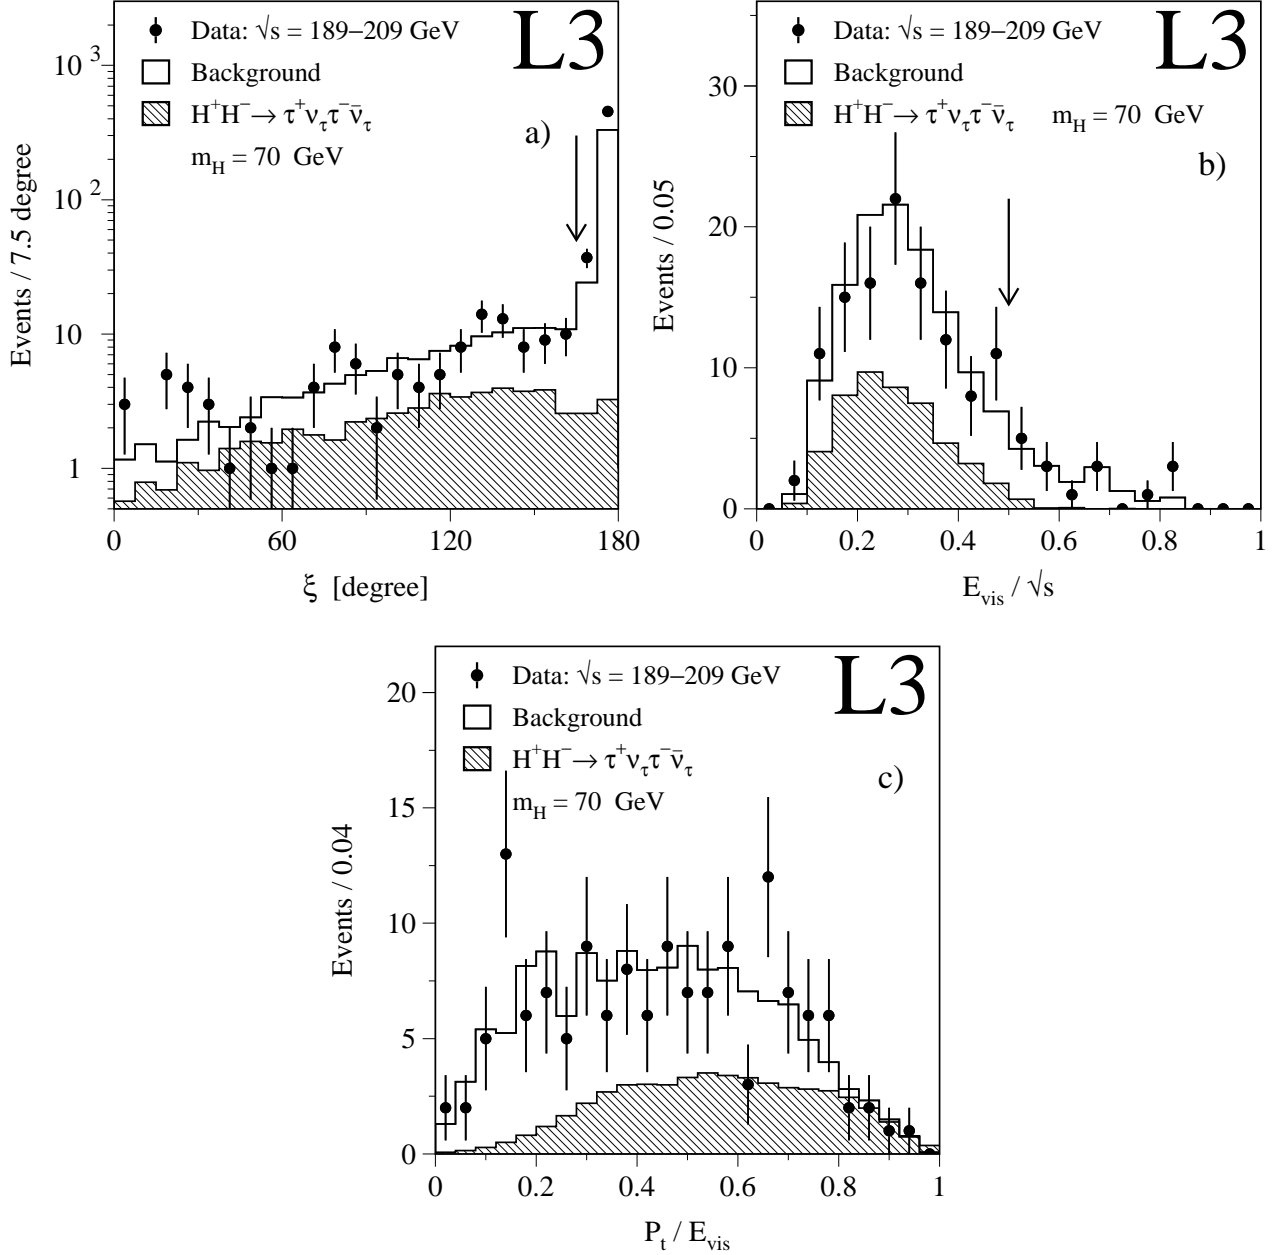 L3
Data: √s = 189–209 GeV
Background
H⁺H⁻ → τ⁺ν_τ τ⁻ν̄_τ
m_H = 70 GeV
a)
Events / 7.5 degree
10³
10²
10
1
0 60 120 180
ξ [degree]
L3
Data: √s = 189–209 GeV
Background
H⁺H⁻ → τ⁺ν_τ τ⁻ν̄_τ m_H = 70 GeV
b)
Events / 0.05
30
20
10
0
0 0.2 0.4 0.6 0.8 1
E_vis / √s
L3
Data: √s = 189–209 GeV
Background
H⁺H⁻ → τ⁺ν_τ τ⁻ν̄_τ
m_H = 70 GeV
c)
Events / 0.04
20
15
10
5
0
0 0.2 0.4 0.6 0.8 1
P_t / E_vis